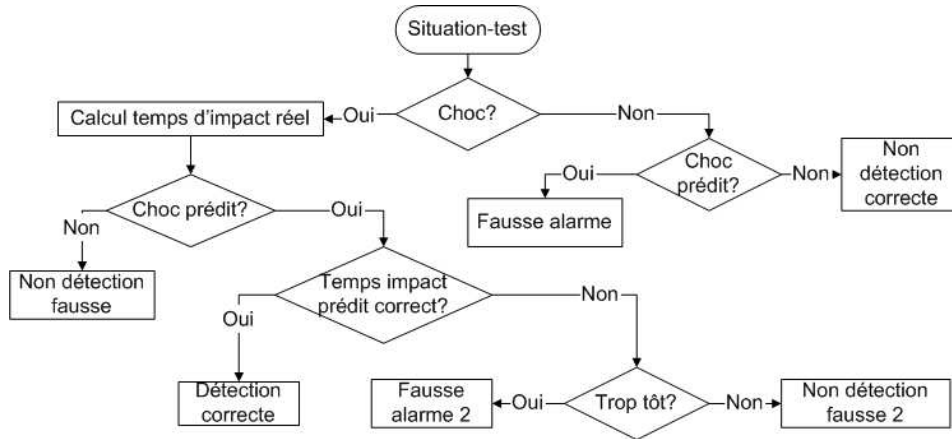 Situation-test
Choc?
Oui
Calcul temps d'impact réel
Non
Choc
prédit?
Oui
Non
Non
détection
correcte
Fausse alarme
Choc prédit?
Non
Oui
Non détection
fausse
Temps impact
prédit correct?
Oui
Non
Détection
correcte
Trop tôt?
Oui
Fausse
alarme 2
Non
Non détection
fausse 2